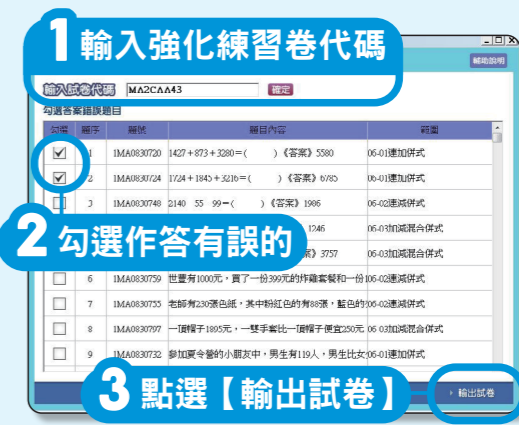 1 輸入強化練習卷代碼
輔助說明
輸入試卷代碼 MA2CAA43 確定
勾選答案錯誤題目
勾選 題序 題號 題目內容 範圍
1 1MA0830720 1427+873+3280=( )《答案》5580 06-01連加併式
2 1MA0830724 1724+1845+3216=( )《答案》6785 06-01連加併式
3 1MA0830748 2140 55 99=( )《答案》1986 06-02連減併式
1246 06-03加減混合併式
2 勾選作答有誤的
案》3757 06-03加減混合併式
6 1MA0830759 世豐有1000元，買了一份399元的炸雞套餐和一份 06-02連減併式
7 1MA0830755 老師有230張色紙，其中粉紅色的有88張，藍色的 06-02連減併式
8 1MA0830797 一頂帽子1895元，一雙手套比一頂帽子便宜250元 06 03加減混合併式
9 1MA0830732 參加夏令營的小朋友中，男生有119人，男生比女 06-01連加併式
3 點選【輸出試卷】
輸出試卷